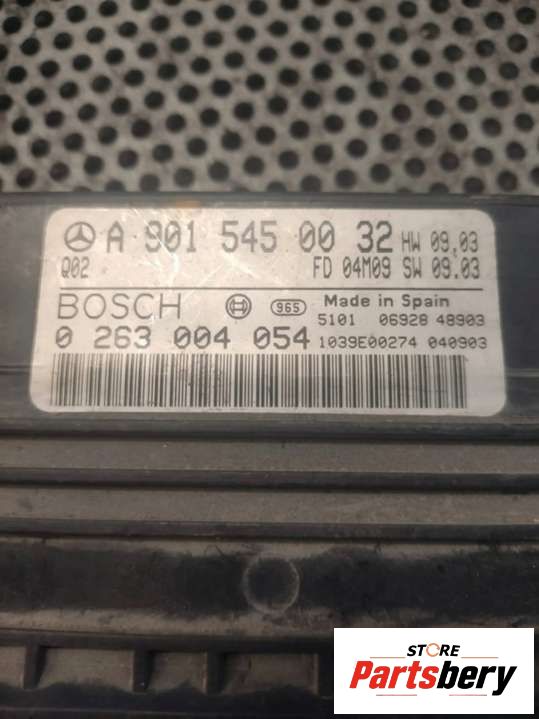 A 901 545 00 32 HW 09.03
Q02 FD 04M09 SW 09.03
BOSCH 965 Made in Spain
5101 06928 48903
0 263 004 054 1039E00274 040903
STORE
Partsbery